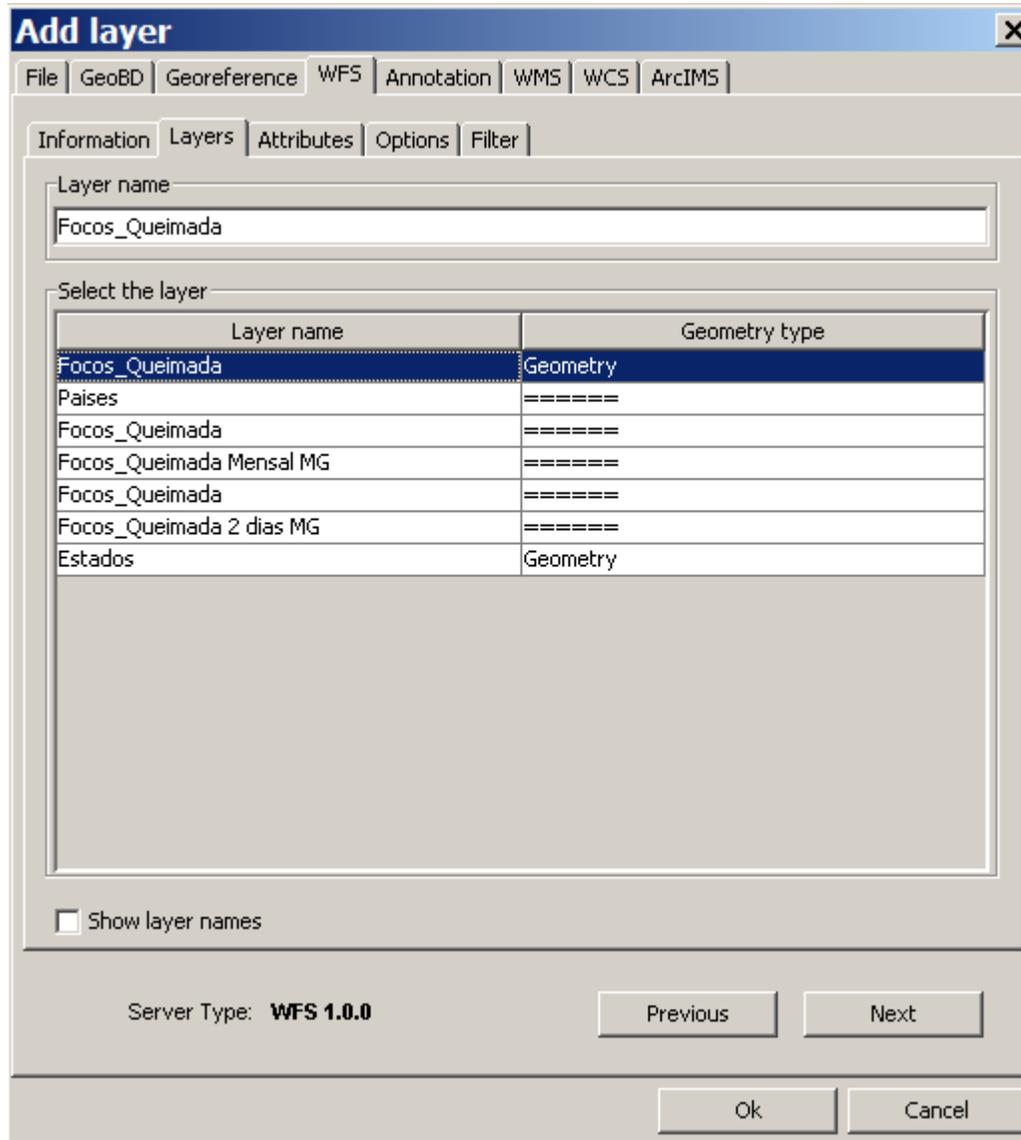 Add layer
File GeoBD Georeference WFS Annotation WMS WCS ArcIMS
Information Layers Attributes Options Filter
Layer name
Focos_Queimada
Select the layer
Layer name Geometry type
Focos_Queimada Geometry
Paises ======
Focos_Queimada ======
Focos_Queimada Mensal MG ======
Focos_Queimada ======
Focos_Queimada 2 dias MG ======
Estados Geometry
Show layer names
Server Type: WFS 1.0.0 Previous Next
Ok Cancel